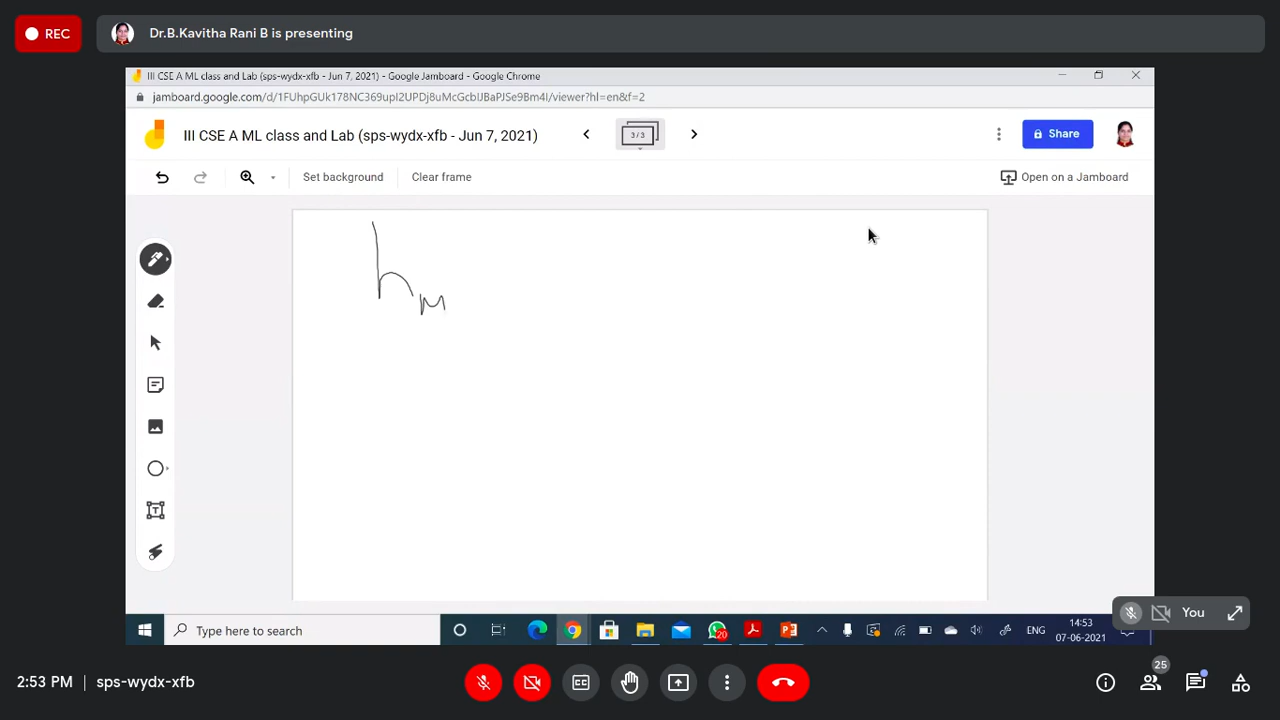 REC
Dr.B.Kavitha Rani B is presenting
III CSE A ML class and Lab (sps-wydx-xfb - Jun 7, 2021) - Google Jamboard - Google Chrome
jamboard.google.com/d/1FUhpGUk178NC369upI2UPDj8uMcGcbIJBaPJSe9Bm4I/viewer?hl=en&f=2
III CSE A ML class and Lab (sps-wydx-xfb - Jun 7, 2021)
3 / 3
Share
Set background
Clear frame
Open on a Jamboard
h
M
You
Type here to search
20
ENG
14:53
07-06-2021
2:53 PM | sps-wydx-xfb
CC
25